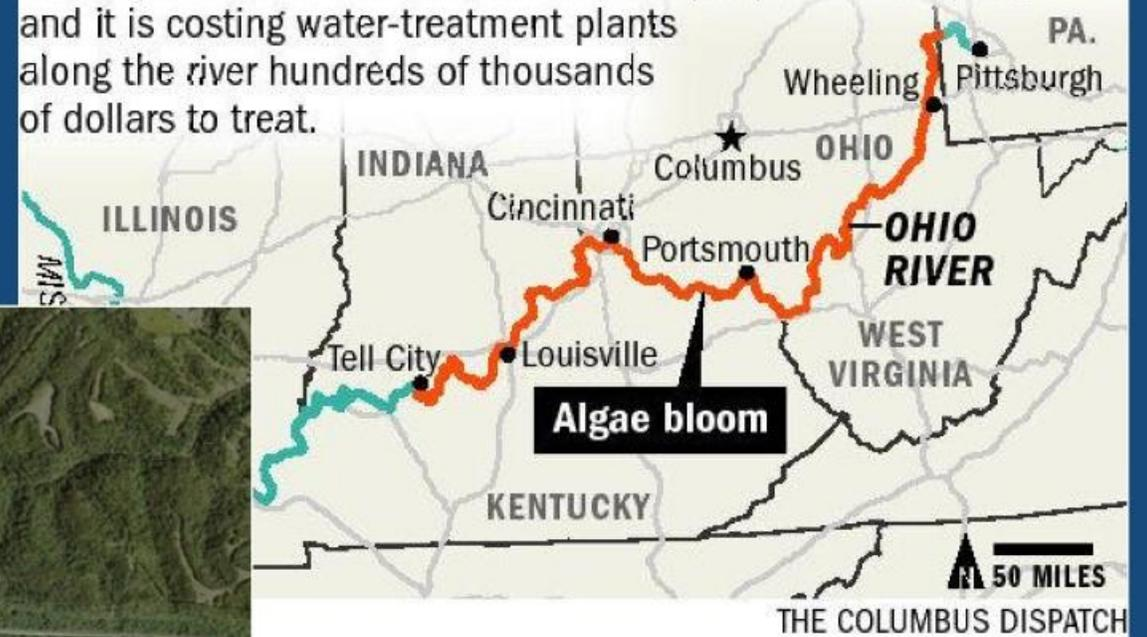 and it is costing water-treatment plants
along the river hundreds of thousands
of dollars to treat.
PA.
Wheeling
Pittsburgh
INDIANA
Columbus
OHIO
ILLINOIS
Cincinnati
Portsmouth
OHIO
RIVER
MIS
WEST
VIRGINIA
Tell City
Louisville
Algae bloom
KENTUCKY
N
50 MILES
THE COLUMBUS DISPATCH